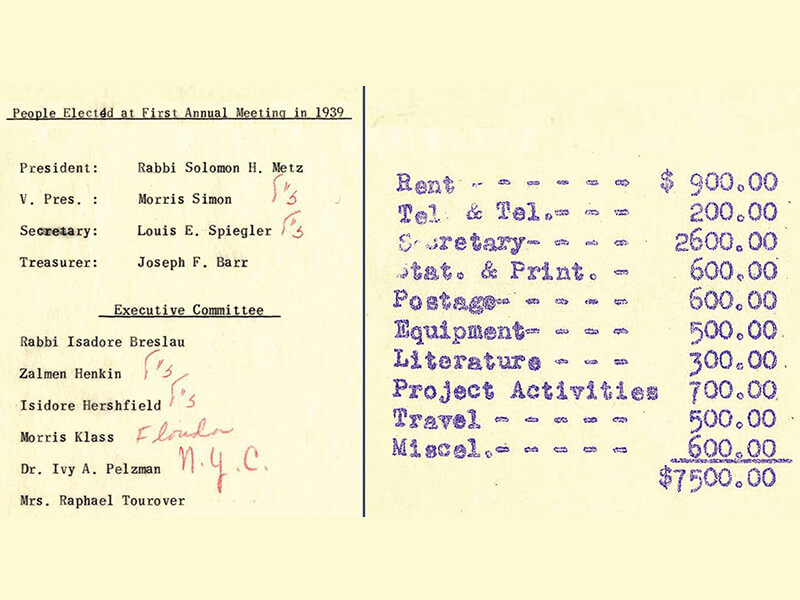 People Elected at First Annual Meeting in 1939
President: Rabbi Solomon H. Metz
V. Pres. : Morris Simon
Secretary: Louis E. Spiegler
Treasurer: Joseph F. Barr
Executive Committee
Rabbi Isadore Breslau
Zalmen Henkin
Isidore Hershfield
Morris Klass Florida
Dr. Ivy A. Pelzman N.Y.C.
Mrs. Raphael Tourover
Rent - - - - - - $ 900.00
Tel. & Tel.- - - - 200.00
Secretary- - - - - 2600.00
Stat. & Print. - 600.00
Postage- - - - - 600.00
Equipment- - - - 500.00
Literature - - - 300.00
Project Activities 700.00
Travel - - - - - 500.00
Miscel.- - - - - 600.00
$7500.00